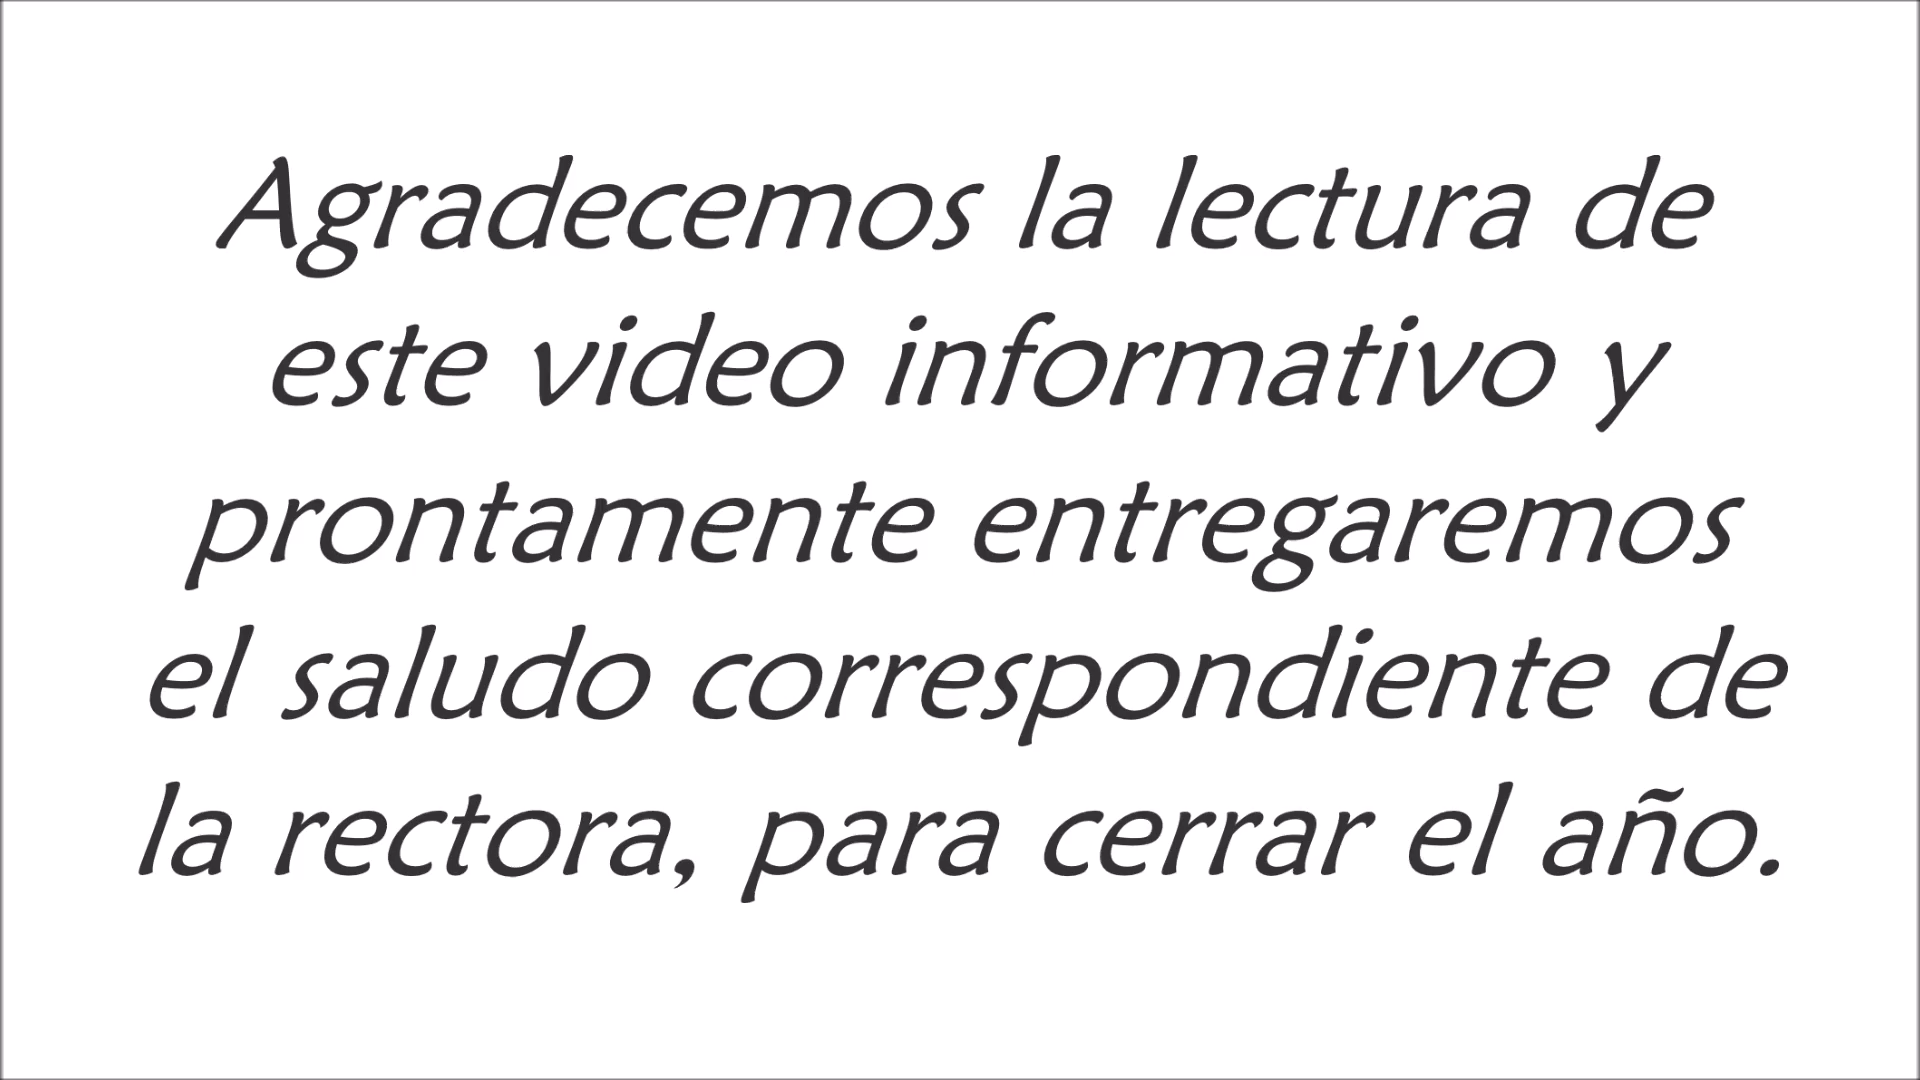 Agradecemos la lectura de
este video informativo y
prontamente entregaremos
el saludo correspondiente de
la rectora, para cerrar el año.